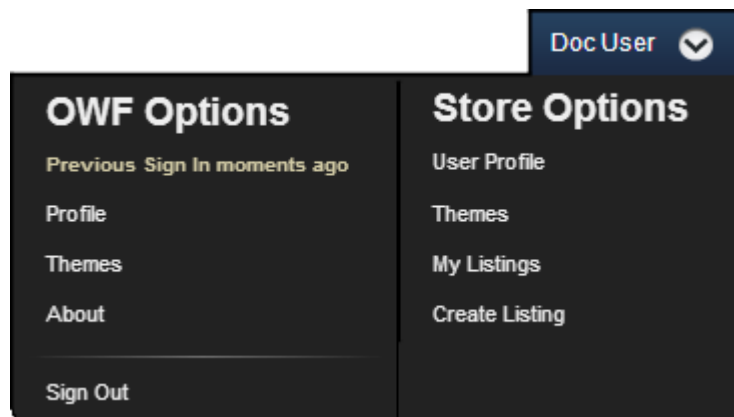 Doc User
OWF Options
Previous Sign In moments ago
Profile
Themes
About
Sign Out
Store Options
User Profile
Themes
My Listings
Create Listing